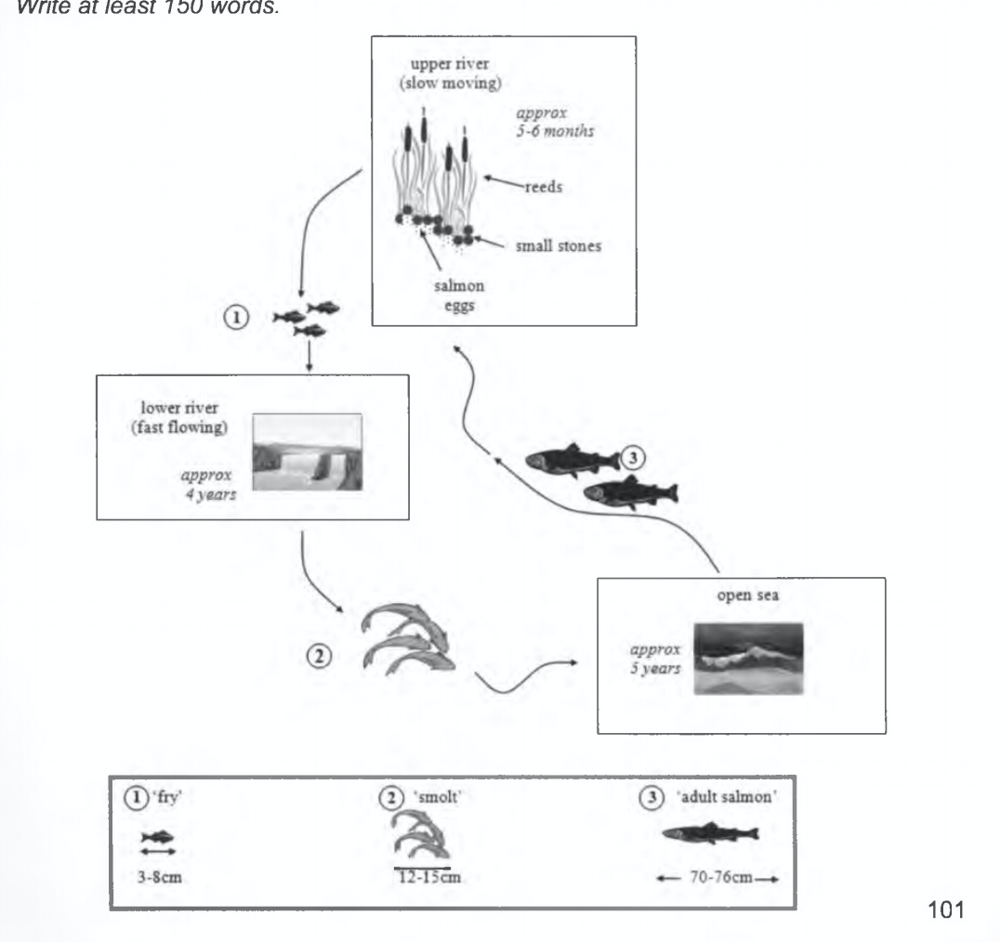 Write at least 150 words.
upper river
(slow moving)
approx
5-6 months
reeds
small stones
salmon
eggs
1
lower river
(fast flowing)
approx
4 years
3
open sea
approx
5 years
2
1 'fry'
2 'smolt'
3 'adult salmon'
3-8cm
12-15cm
70-76cm
101